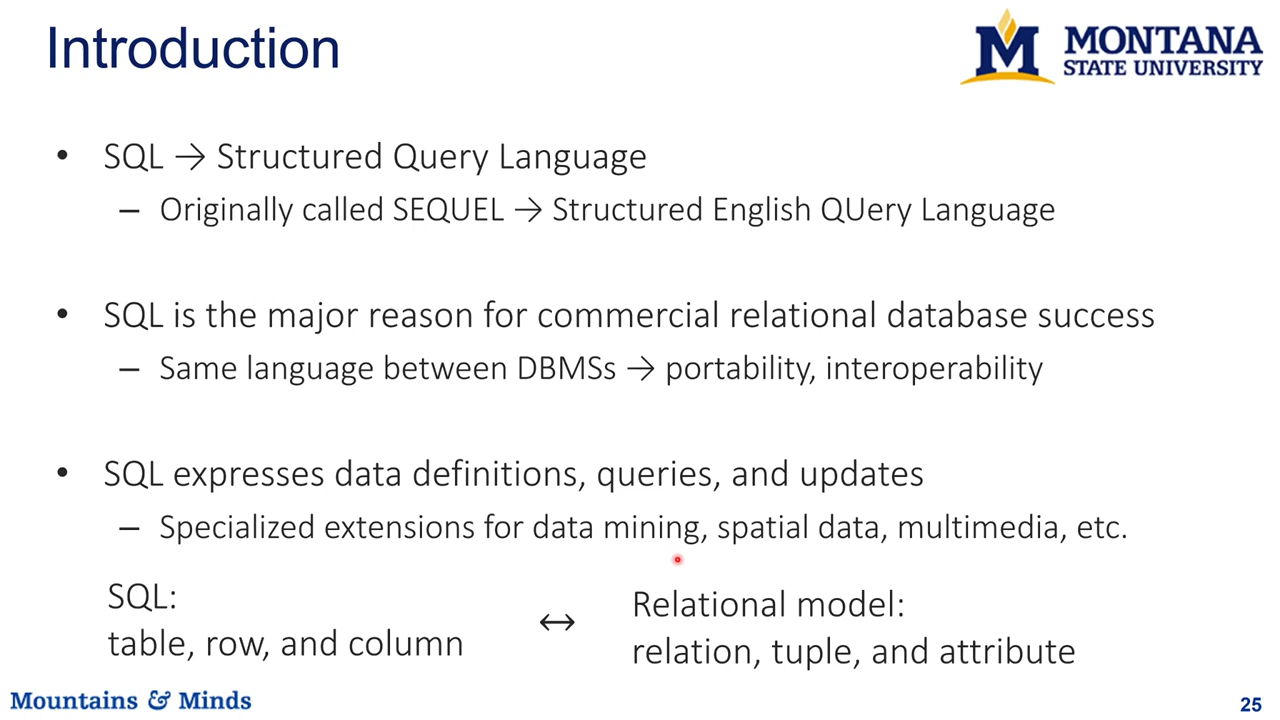 Introduction
M MONTANA
STATE UNIVERSITY
• SQL → Structured Query Language
– Originally called SEQUEL → Structured English QUery Language
• SQL is the major reason for commercial relational database success
– Same language between DBMSs → portability, interoperability
• SQL expresses data definitions, queries, and updates
– Specialized extensions for data mining, spatial data, multimedia, etc.
SQL:
table, row, and column
↔
Relational model:
relation, tuple, and attribute
Mountains & Minds
25